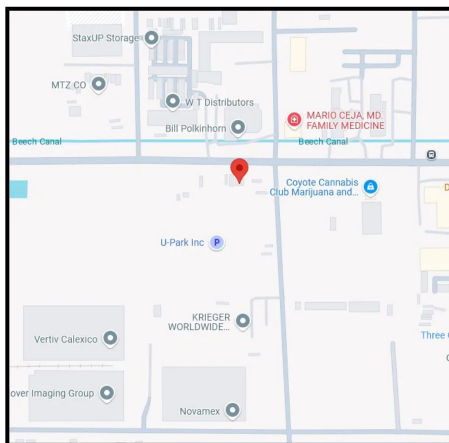 StaxUP Storage
MTZ CO
W T Distributors
MARIO CEJA, MD.
FAMILY MEDICINE
Bill Polkinhorn
Beech Canal
Beech Canal
Coyote Cannabis
Club Marijuana and...
D
U-Park Inc
P
KRIEGER
WORLDWIDE...
Vertiv Calexico
Three
over Imaging Group
Novamex